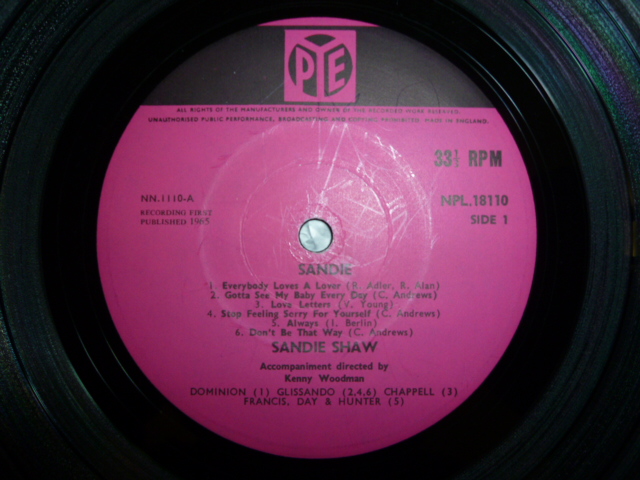 PYE
ALL RIGHTS OF THE MANUFACTURERS AND OWNER OF THE RECORDED WORK RESERVED.
UNAUTHORISED PUBLIC PERFORMANCE, BROADCASTING AND COPYING PROHIBITED. MADE IN ENGLAND.
33⅓ RPM
NN.1110-A
NPL.18110
RECORDING FIRST
PUBLISHED 1965
SIDE 1
SANDIE
1. Everybody Loves A Lover (R. Adler, R. Alan)
2. Gotta See My Baby Every Day (C. Andrews)
3. Love Letters (V. Young)
4. Stop Feeling Sorry For Yourself (C. Andrews)
5. Always (I. Berlin)
6. Don't Be That Way (C. Andrews)
SANDIE SHAW
Accompaniment directed by
Kenny Woodman
DOMINION (1) GLISSANDO (2,4,6) CHAPPELL (3)
FRANCIS, DAY & HUNTER (5)